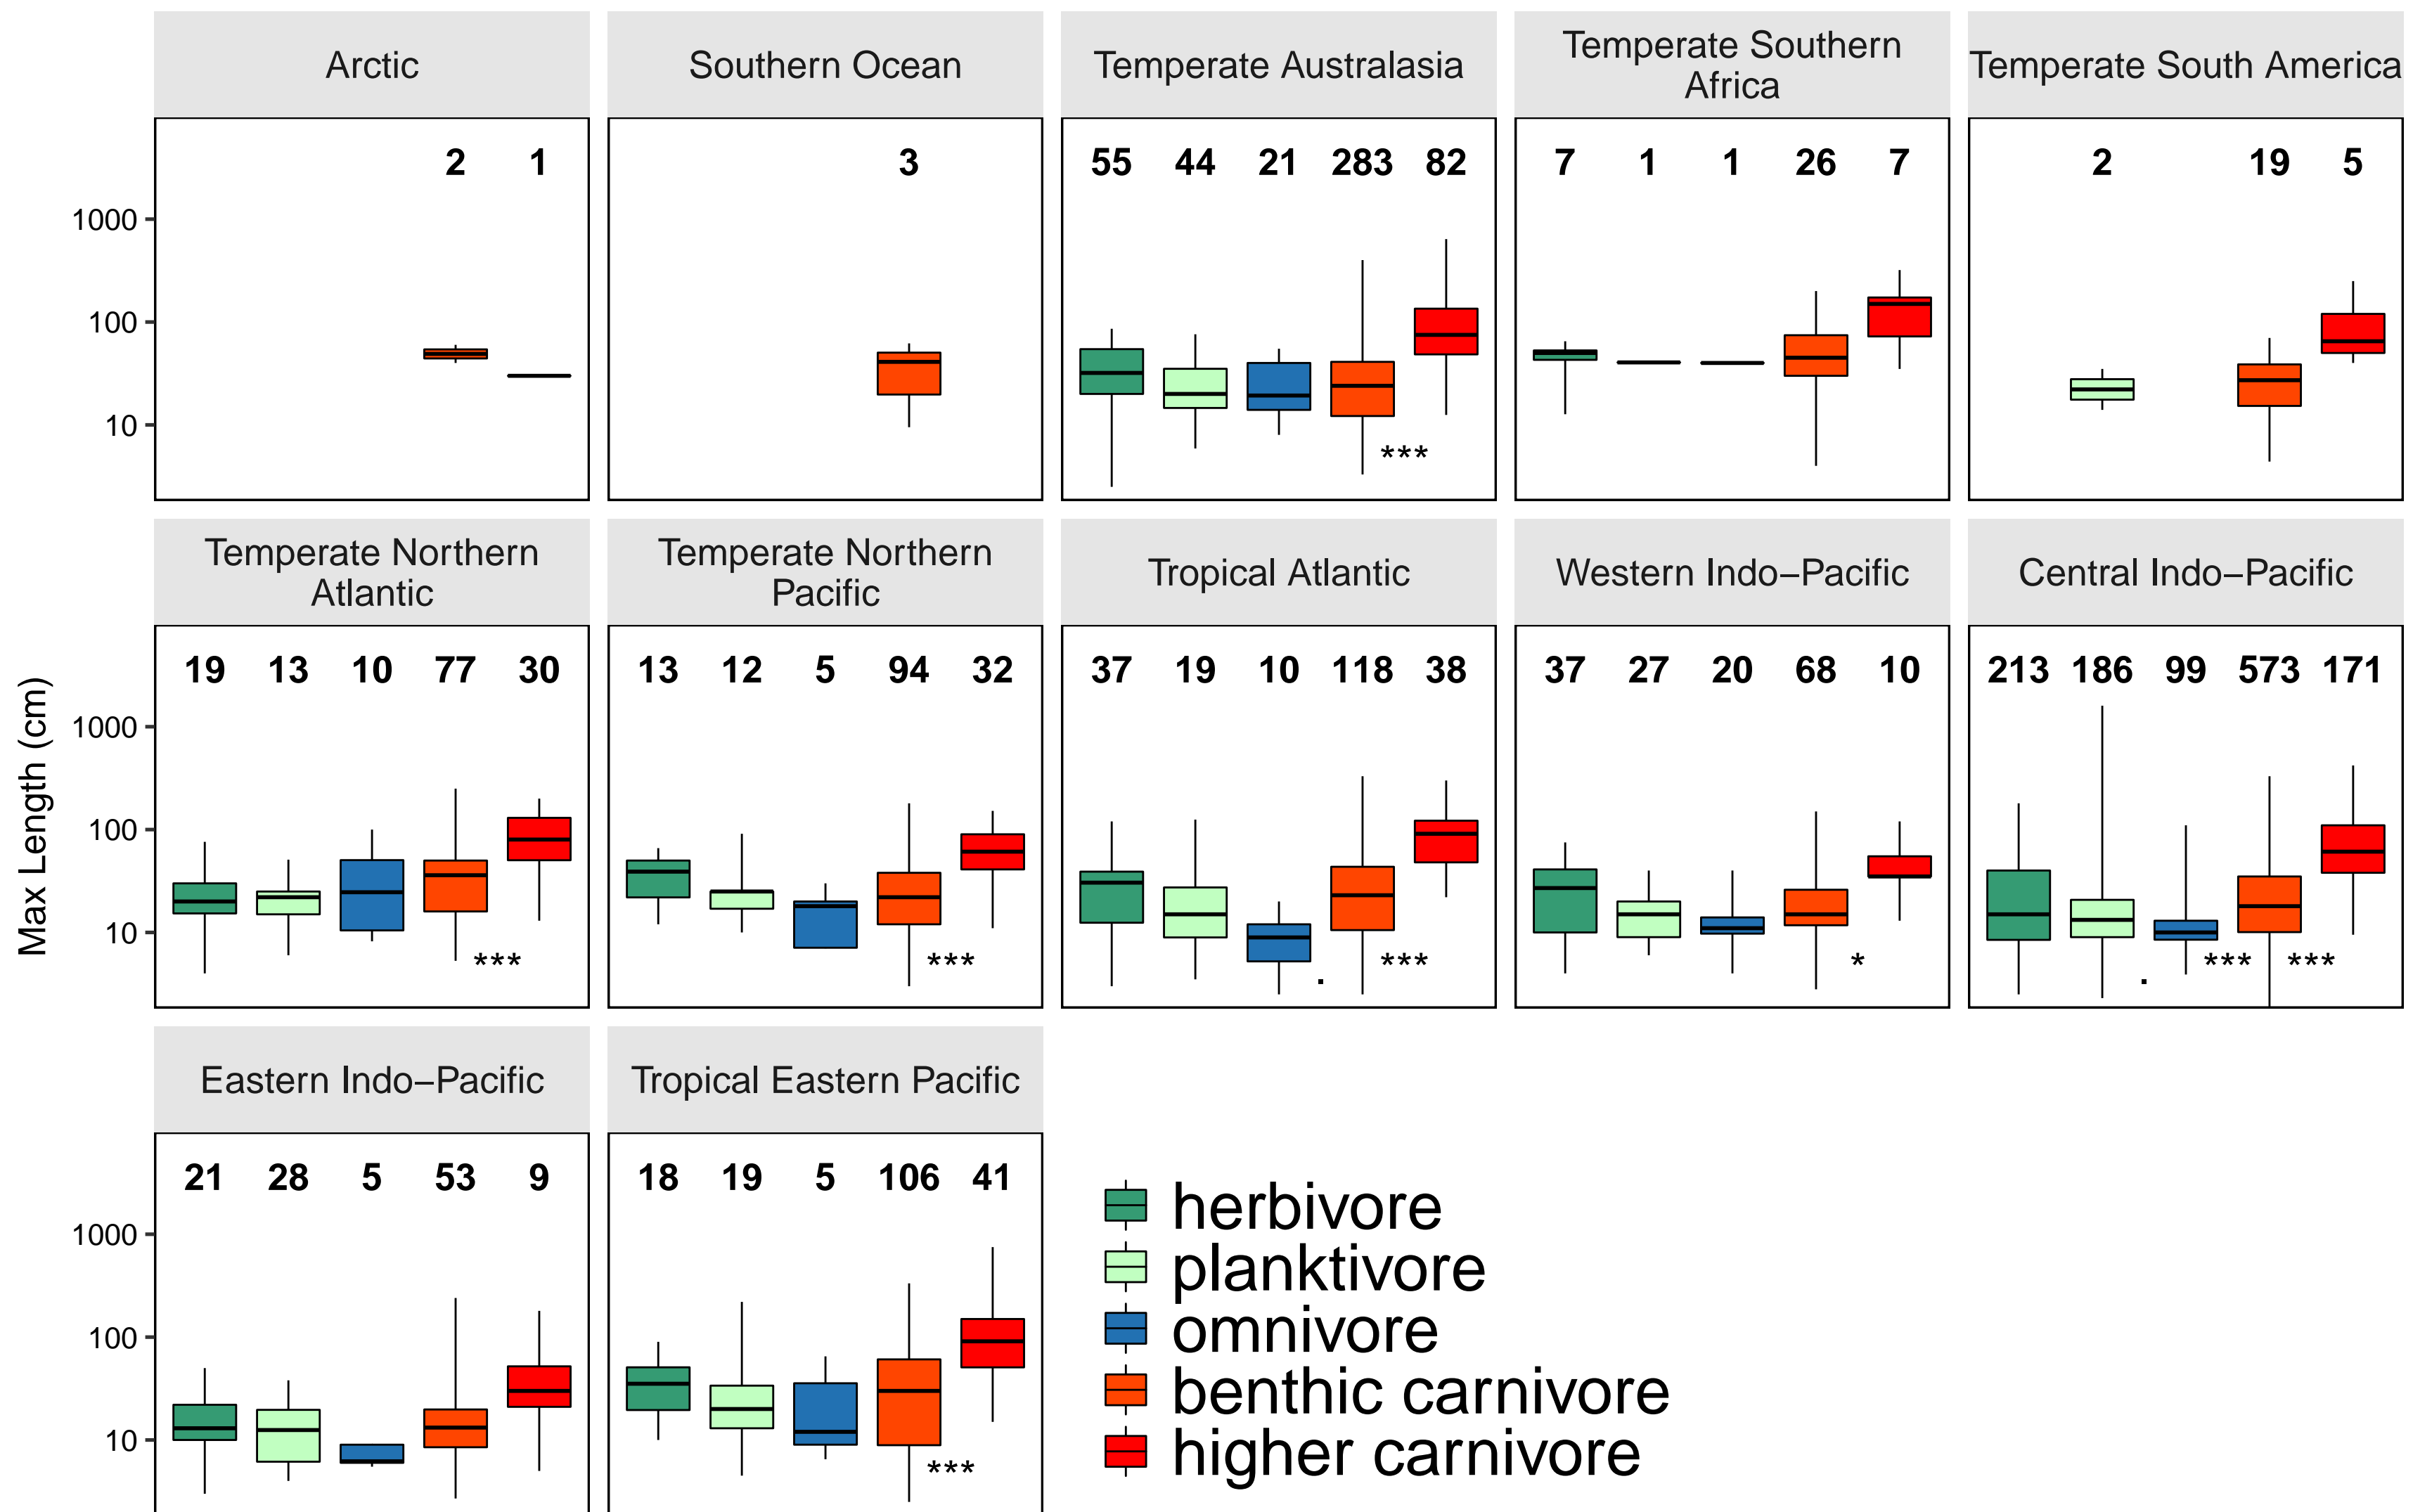 Arctic
Southern Ocean
Temperate Australasia
Temperate Southern
Africa
Temperate South America
2 1
3
55 44 21 283 82
7 1 1 26 7
2 19 5
1000
100
10
***
Temperate Northern
Atlantic
Temperate Northern
Pacific
Tropical Atlantic
Western Indo–Pacific
Central Indo–Pacific
19 13 10 77 30
13 12 5 94 32
37 19 10 118 38
37 27 20 68 10
213 186 99 573 171
Max Length (cm)
1000
100
10
***
***
. ***
*
. *** ***
Eastern Indo–Pacific
Tropical Eastern Pacific
21 28 5 53 9
18 19 5 106 41
1000
100
10
***
herbivore
planktivore
omnivore
benthic carnivore
higher carnivore